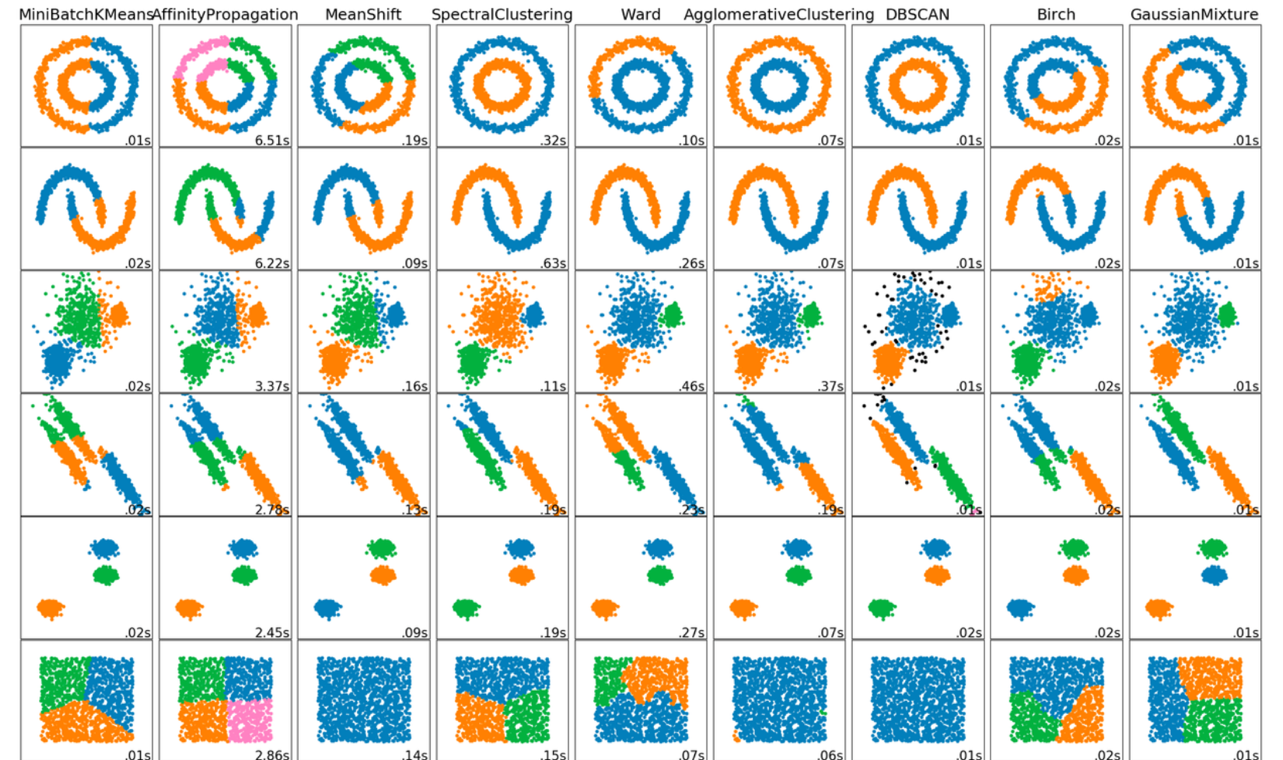 MiniBatchKMeans AffinityPropagation MeanShift SpectralClustering Ward AgglomerativeClustering DBSCAN Birch GaussianMixture
.01s 6.51s .19s .32s .10s .07s .01s .02s .01s
.02s 6.22s .09s .63s .26s .07s .01s .02s .01s
.02s 3.37s .16s .11s .46s .37s .01s .02s .01s
.02s 2.78s .13s .19s .23s .19s .01s .02s .01s
.02s 2.45s .09s .19s .27s .07s .02s .02s .01s
.01s 2.86s .14s .15s .07s .06s .01s .02s .01s